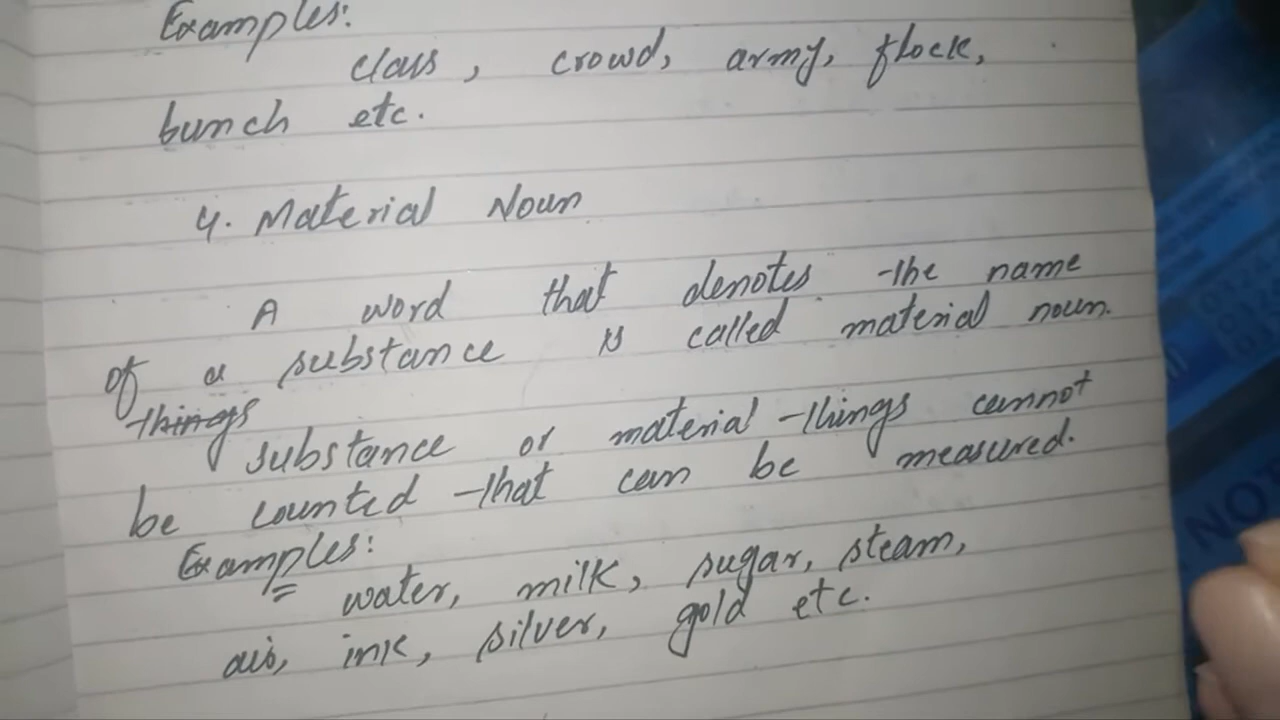 Examples:
class, crowd, army, flock,
bunch etc.
4. Material Noun
A word that denotes the name
of a substance is called material noun.
things
substance or material things cannot
be counted that can be measured.
Examples:
water, milk, sugar, steam,
air, ink, silver, gold etc.
NOT